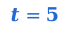 t = 5